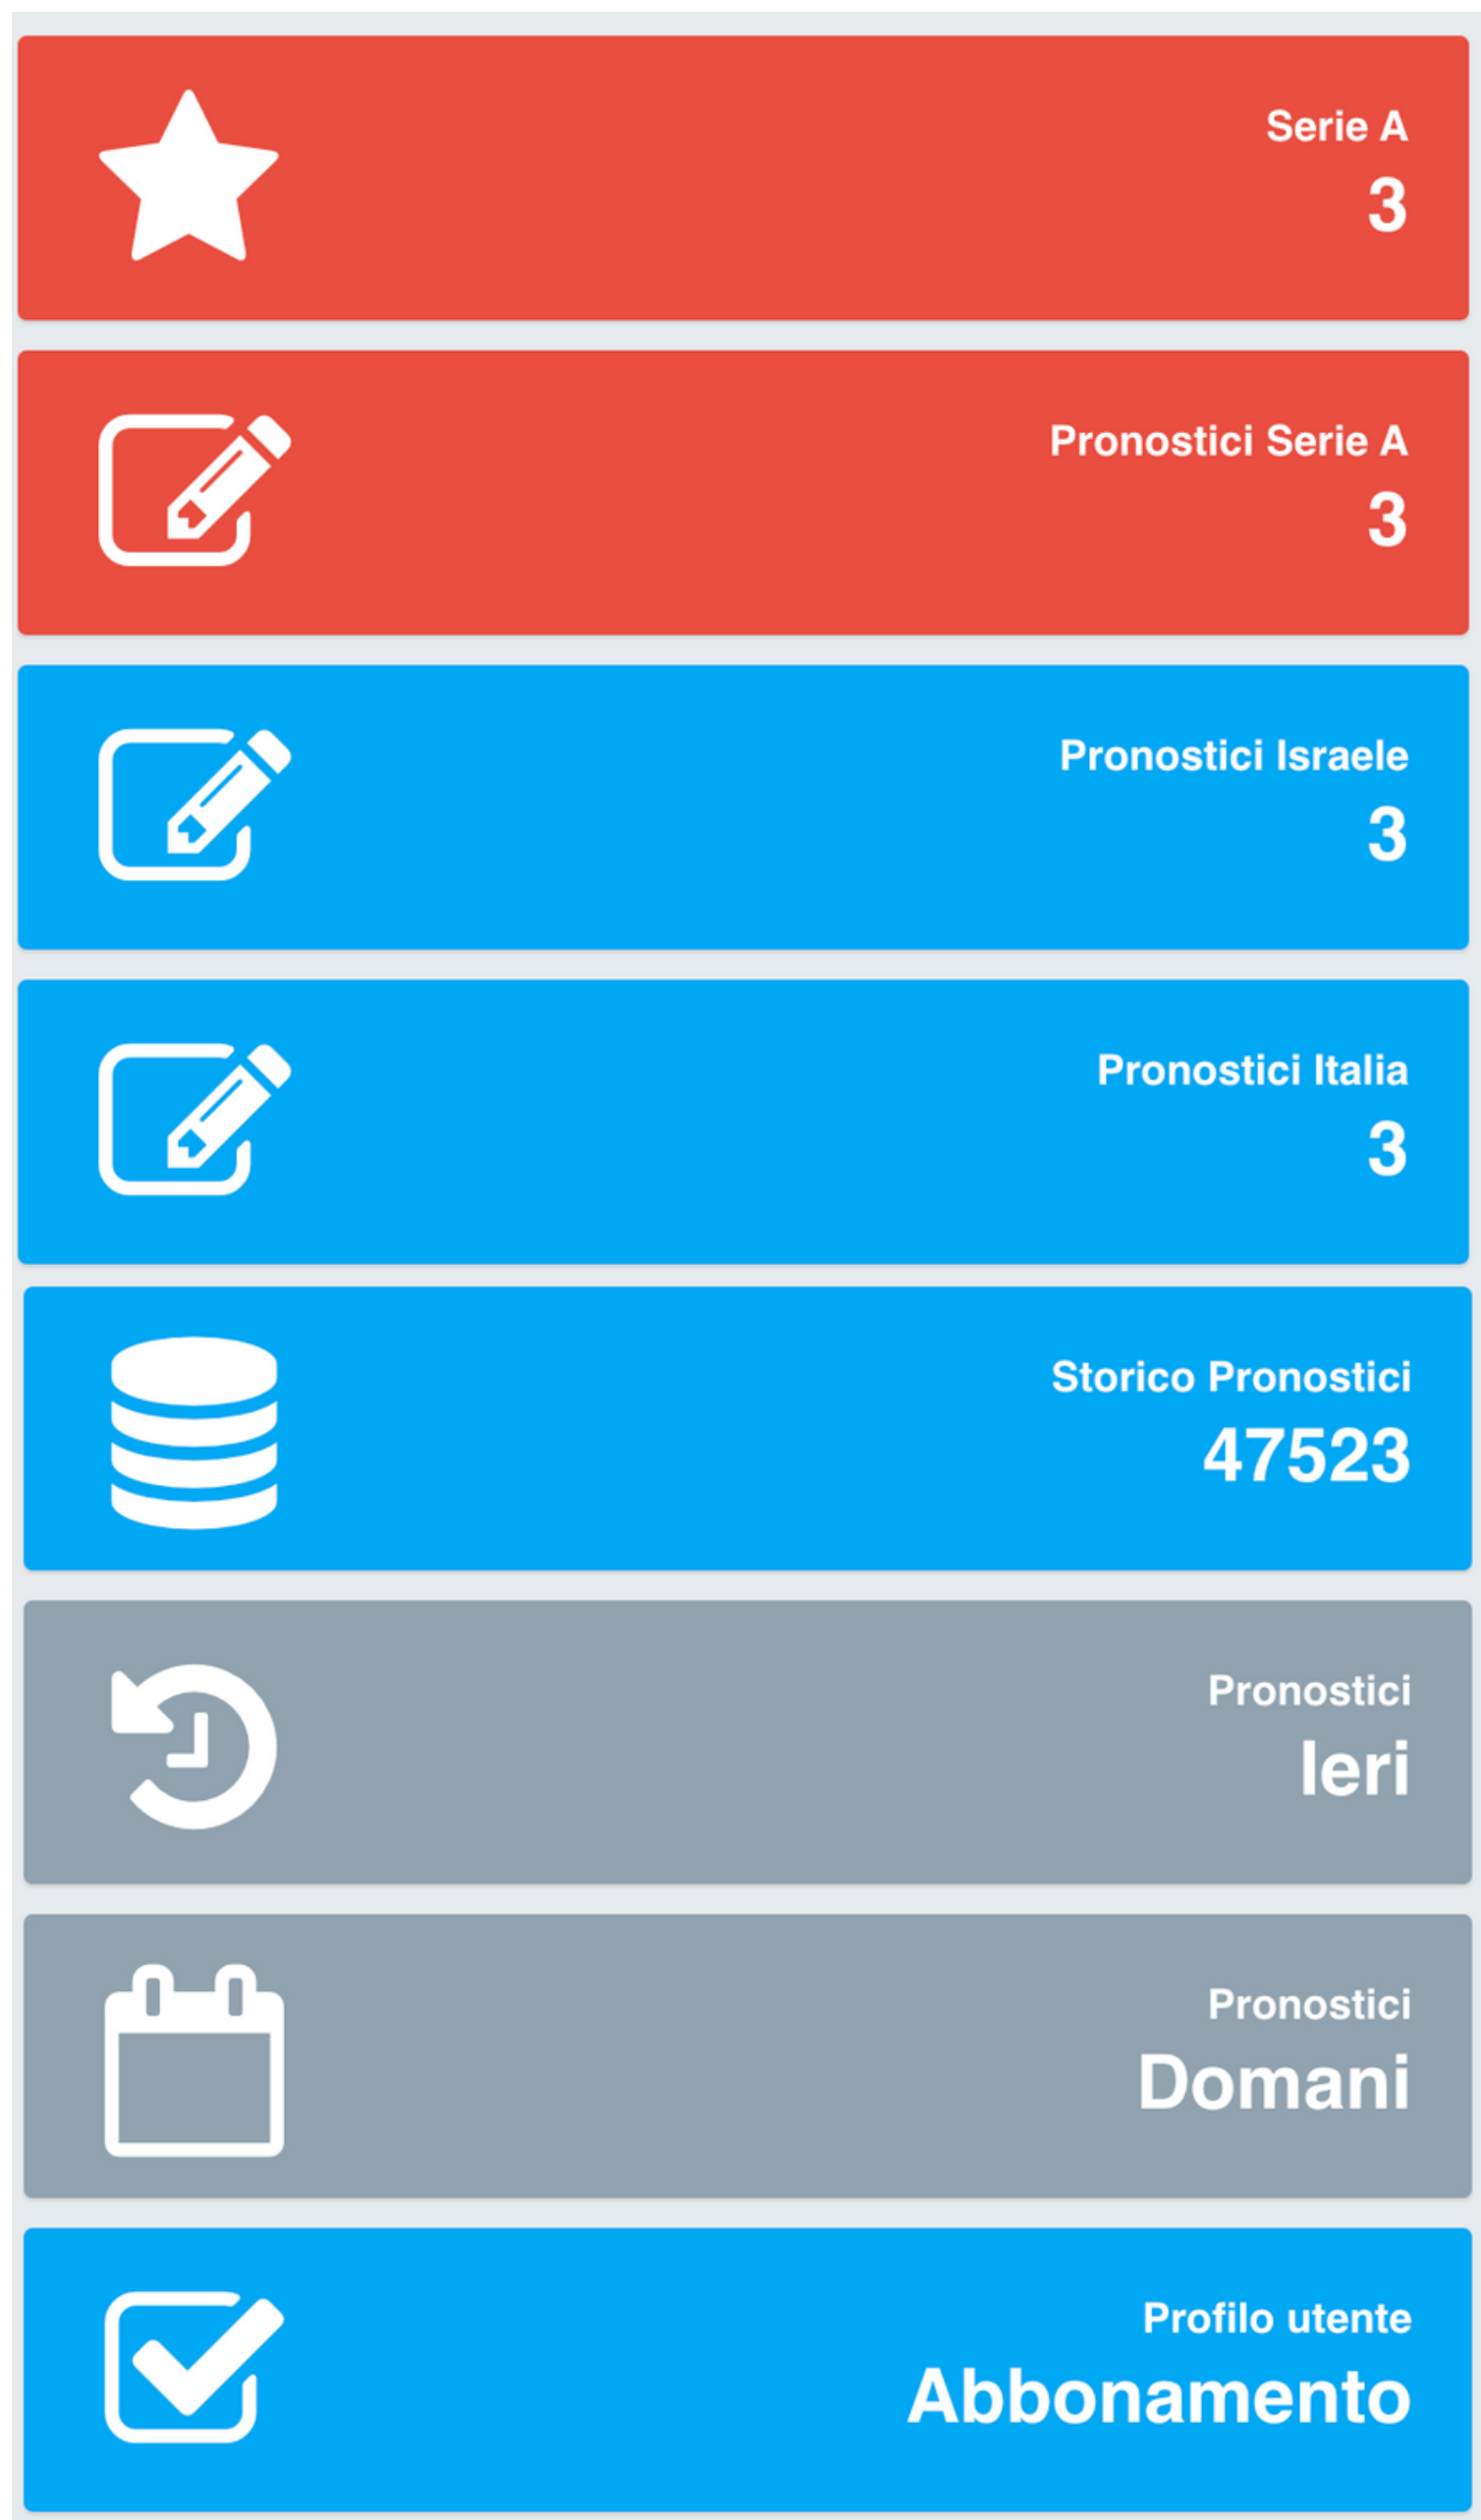 Serie A
3
Pronostici Serie A
3
Pronostici Israele
3
Pronostici Italia
3
Storico Pronostici
47523
Pronostici
Ieri
Pronostici
Domani
Profilo utente
Abbonamento